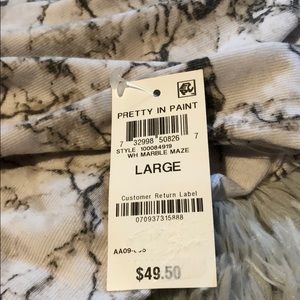 PRETTY IN PAINT
7 32998 50826 7
STYLE 100084919
WH MARBLE MAZE
LARGE
Customer Return Label
070937315888
$49.50